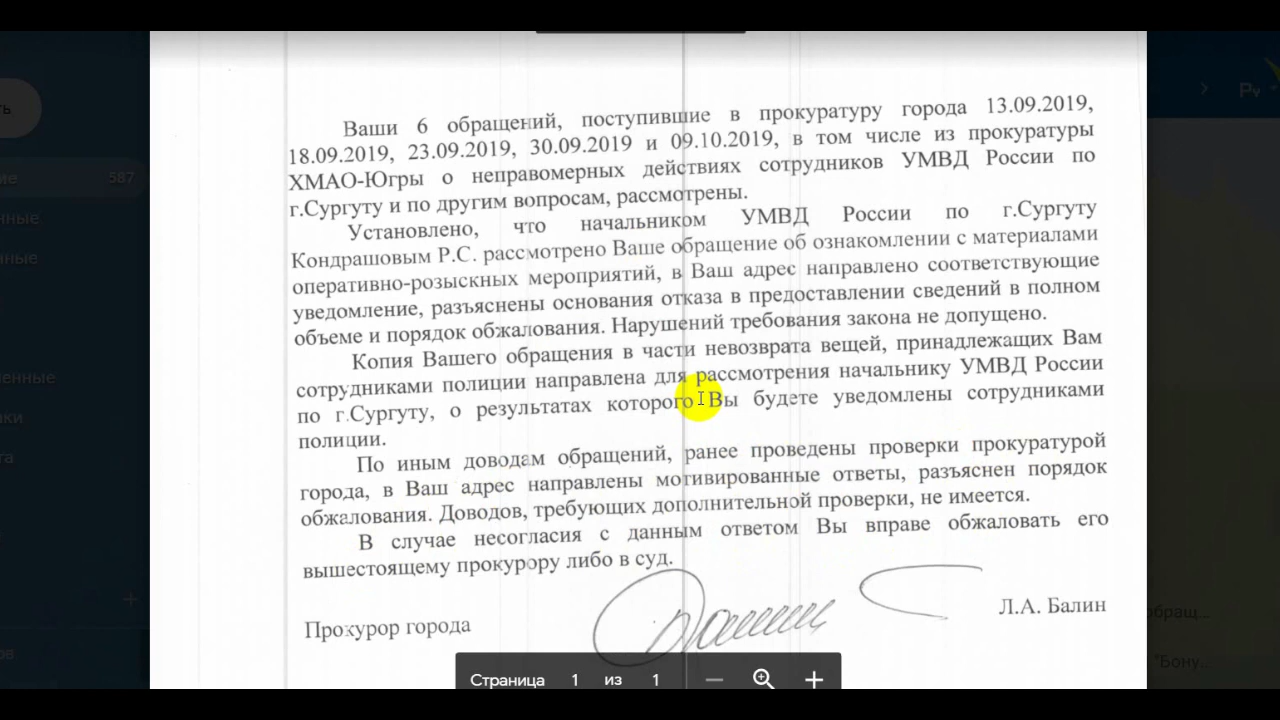 Ваши 6 обращений, поступившие в прокуратуру города 13.09.2019,
18.09.2019, 23.09.2019, 30.09.2019 и 09.10.2019, в том числе из прокуратуры
ХМАО-Югры о неправомерных действиях сотрудников УМВД России по
г.Сургуту и по другим вопросам, рассмотрены.
Установлено, что начальником УМВД России по г.Сургуту
Кондрашовым Р.С. рассмотрено Ваше обращение об ознакомлении с материалами
оперативно-розыскных мероприятий, в Ваш адрес направлено соответствующие
уведомление, разъяснены основания отказа в предоставлении сведений в полном
объеме и порядок обжалования. Нарушений требования закона не допущено.
Копия Вашего обращения в части невозврата вещей, принадлежащих Вам
сотрудниками полиции направлена для рассмотрения начальнику УМВД России
по г.Сургуту, о результатах которого Вы будете уведомлены сотрудниками
полиции.
По иным доводам обращений, ранее проведены проверки прокуратурой
города, в Ваш адрес направлены мотивированные ответы, разъяснен порядок
обжалования. Доводов, требующих дополнительной проверки, не имеется.
В случае несогласия с данным ответом Вы вправе обжаловать его
вышестоящему прокурору либо в суд.
Прокурор города Л.А. Балин
Страница 1 из 1
587